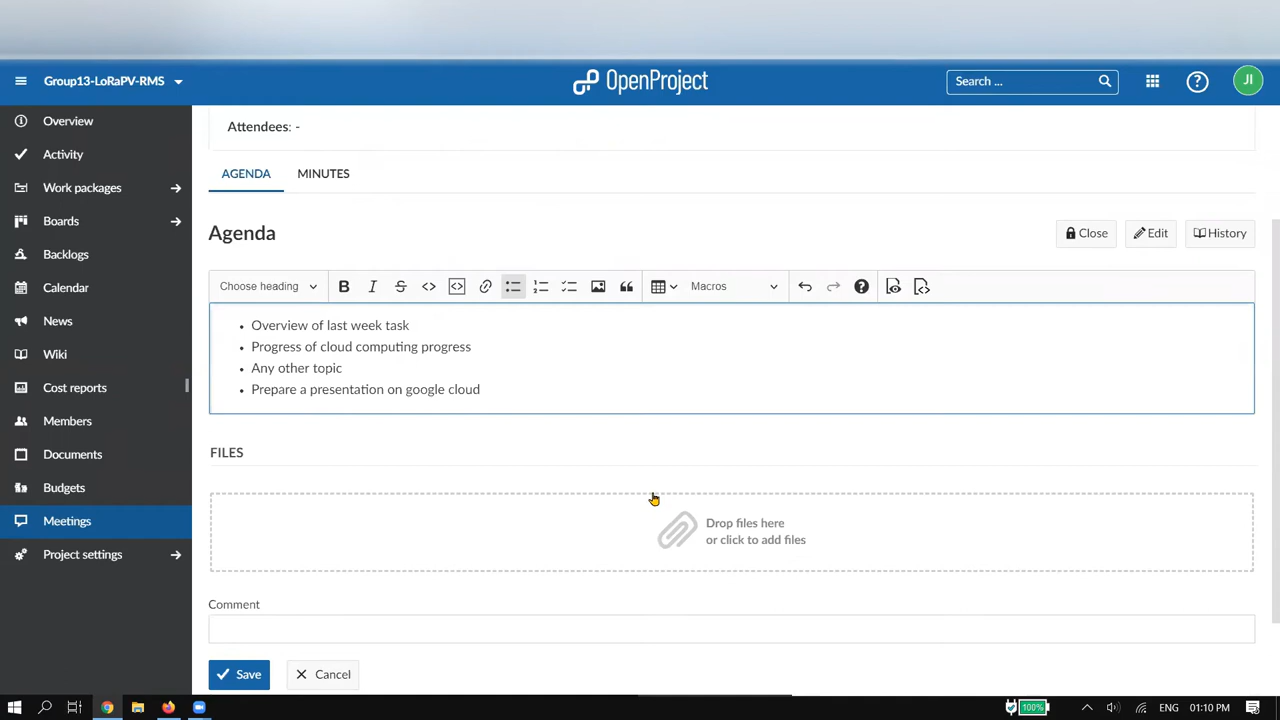 Group13-LoRaPV-RMS
OpenProject
Search ...
JI
Overview
Activity
Work packages
Boards
Backlogs
Calendar
News
Wiki
Cost reports
Members
Documents
Budgets
Meetings
Project settings
Attendees: -
AGENDA MINUTES
Agenda
Close Edit History
Choose heading B I S Macros
• Overview of last week task
• Progress of cloud computing progress
• Any other topic
• Prepare a presentation on google cloud
FILES
Drop files here
or click to add files
Comment
Save Cancel
100% ENG 01:10 PM